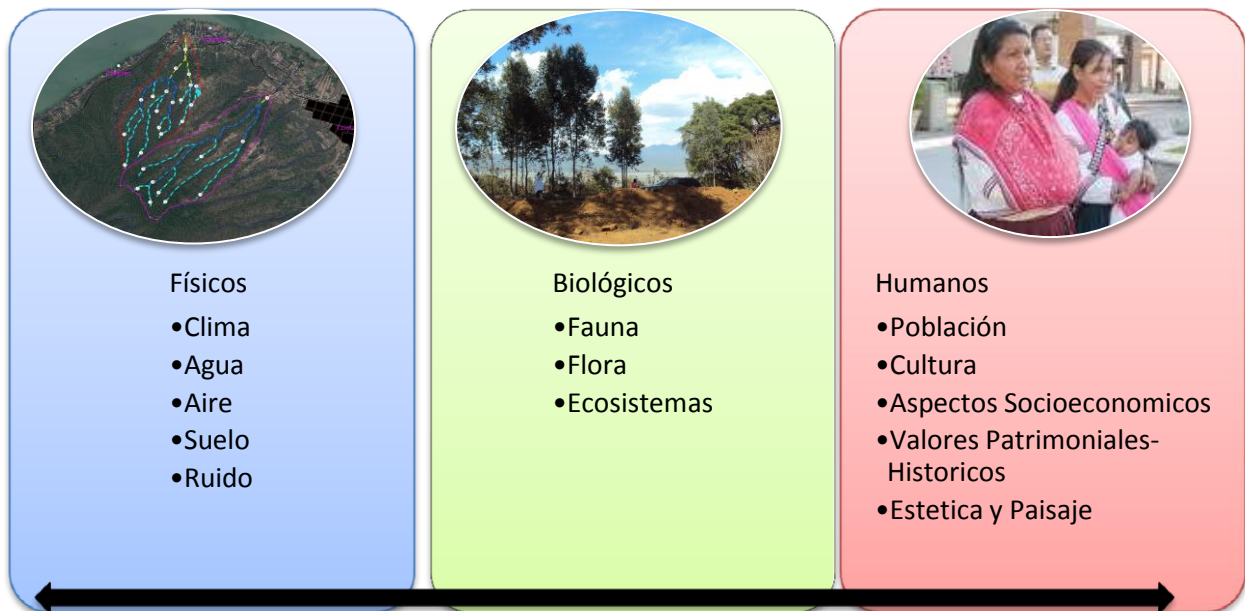 Físicos
•Clima
•Agua
•Aire
•Suelo
•Ruido
Biológicos
•Fauna
•Flora
•Ecosistemas
Humanos
•Población
•Cultura
•Aspectos Socioeconomicos
•Valores Patrimoniales-
Historicos
•Estetica y Paisaje